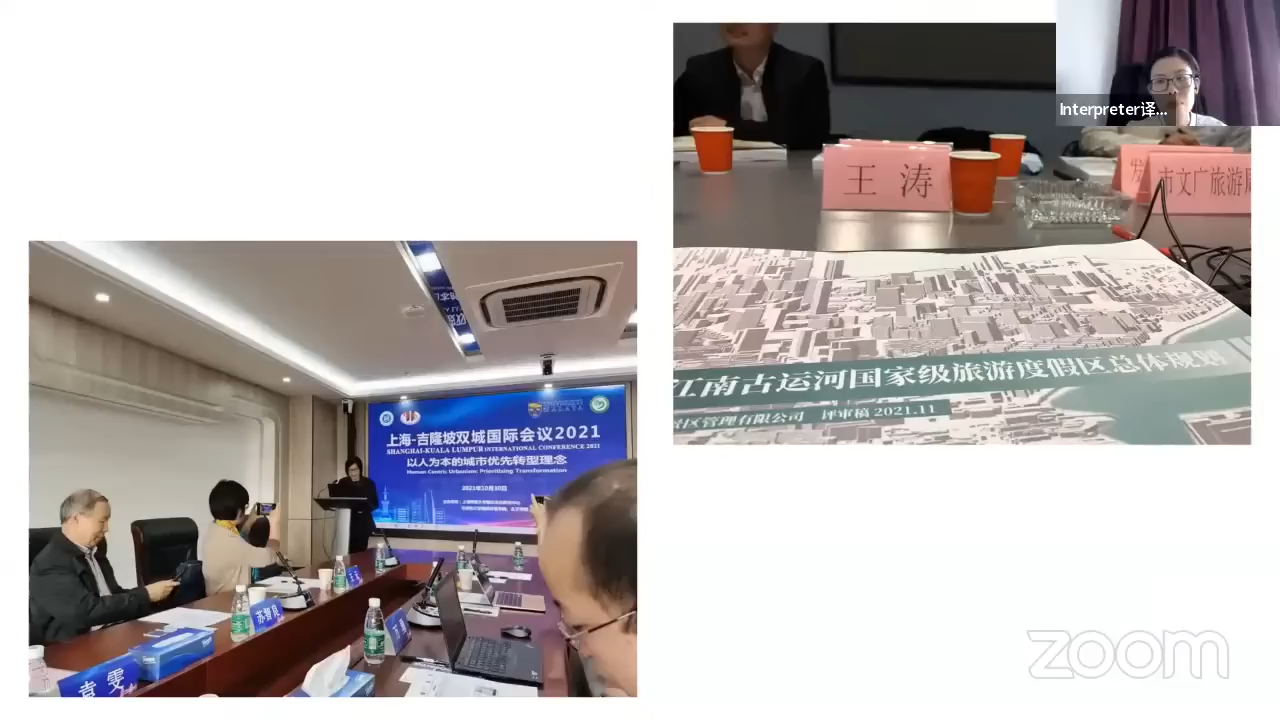 上海-吉隆坡双城国际会议2021
SHANGHAI-KUALA LUMPUR INTERNATIONAL CONFERENCE 2021
以人为本的城市优先转型理念
Human Centric Urbanism: Prioritising Transformation
2021年10月30日
苏智良
袁雯
Interpreter译...
王涛
发
市文广旅游局
江南古运河国家级旅游度假区总体规划
景区管理有限公司 评审稿 2021.11
zoom